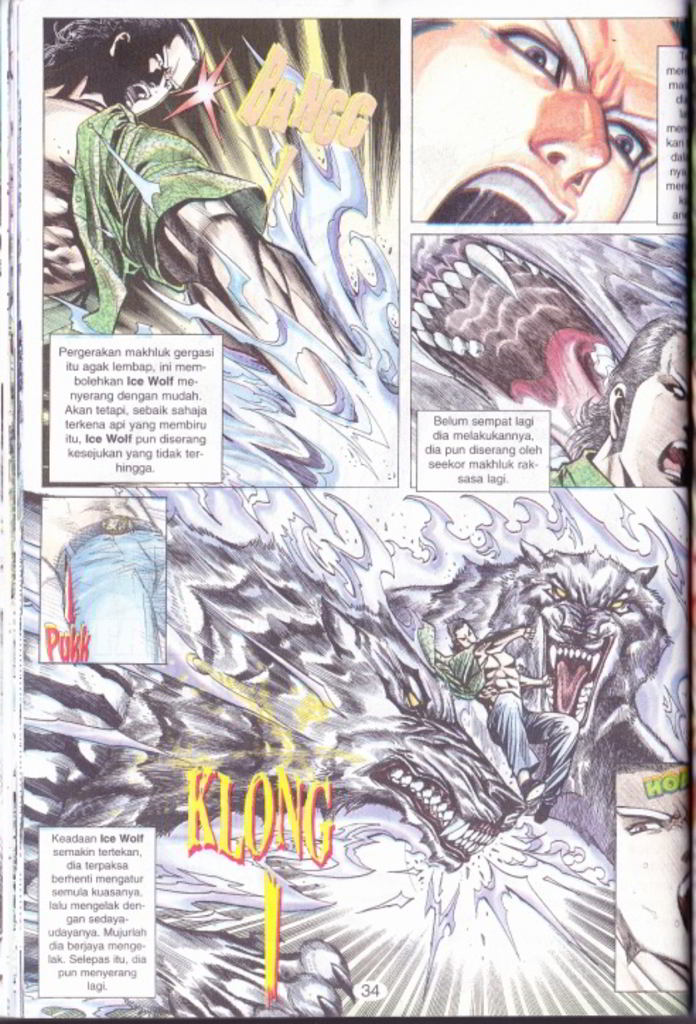 BANGG
!
Pergerakan makhluk gergasi
itu agak lembap, ini mem-
bolehkan Ice Wolf me-
nyerang dengan mudah.
Akan tetapi, sebaik sahaja
terkena api yang membiru
itu, Ice Wolf pun diserang
kesejukan yang tidak ter-
hingga.
Belum sempat lagi
dia melakukannya,
dia pun diserang oleh
seekor makhluk rak-
sasa lagi.
Pukk
KLONG
!
Keadaan Ice Wolf
semakin tertekan,
dia terpaksa
berhenti mengatur
semula kuasanya,
lalu mengelak den-
gan sedaya-
udayanya. Mujurlah
dia berjaya menge-
lak. Selepas itu, dia
pun menyerang
lagi.
34